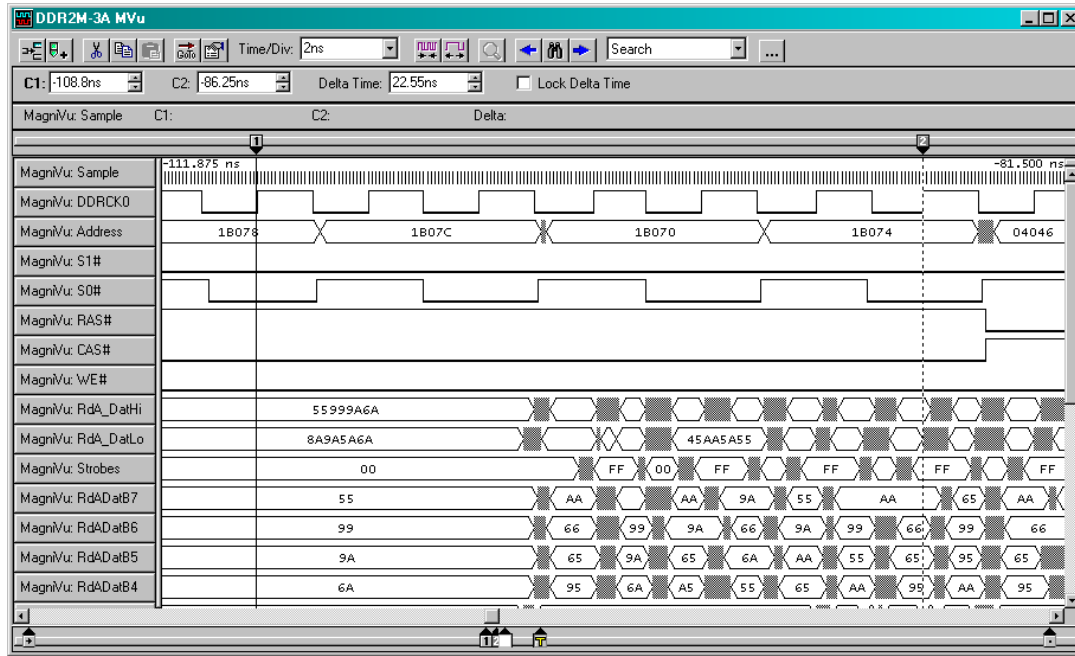 DDR2M-3A MVu
Goto Time/Div: 2ns Search ...
C1: -108.8ns C2: -86.25ns Delta Time: 22.55ns Lock Delta Time
MagniVu: Sample C1: C2: Delta:
1 2
MagniVu: Sample -111.875 ns -81.500 ns
MagniVu: DDRCK0
MagniVu: Address 1B078 1B07C 1B070 1B074 04046
MagniVu: S1#
MagniVu: S0#
MagniVu: RAS#
MagniVu: CAS#
MagniVu: WE#
MagniVu: RdA_DatHi 55999A6A
MagniVu: RdA_DatLo 8A9A5A6A 45AA5A55
MagniVu: Strobes 00 FF 00 FF FF FF FF
MagniVu: RdADatB7 55 AA AA 9A 55 AA 65 AA
MagniVu: RdADatB6 99 66 99 9A 66 9A 99 66 99 66
MagniVu: RdADatB5 9A 65 9A 65 6A AA 55 65 95 65
MagniVu: RdADatB4 6A 95 6A A5 55 65 AA 95 AA 95
1 2 T